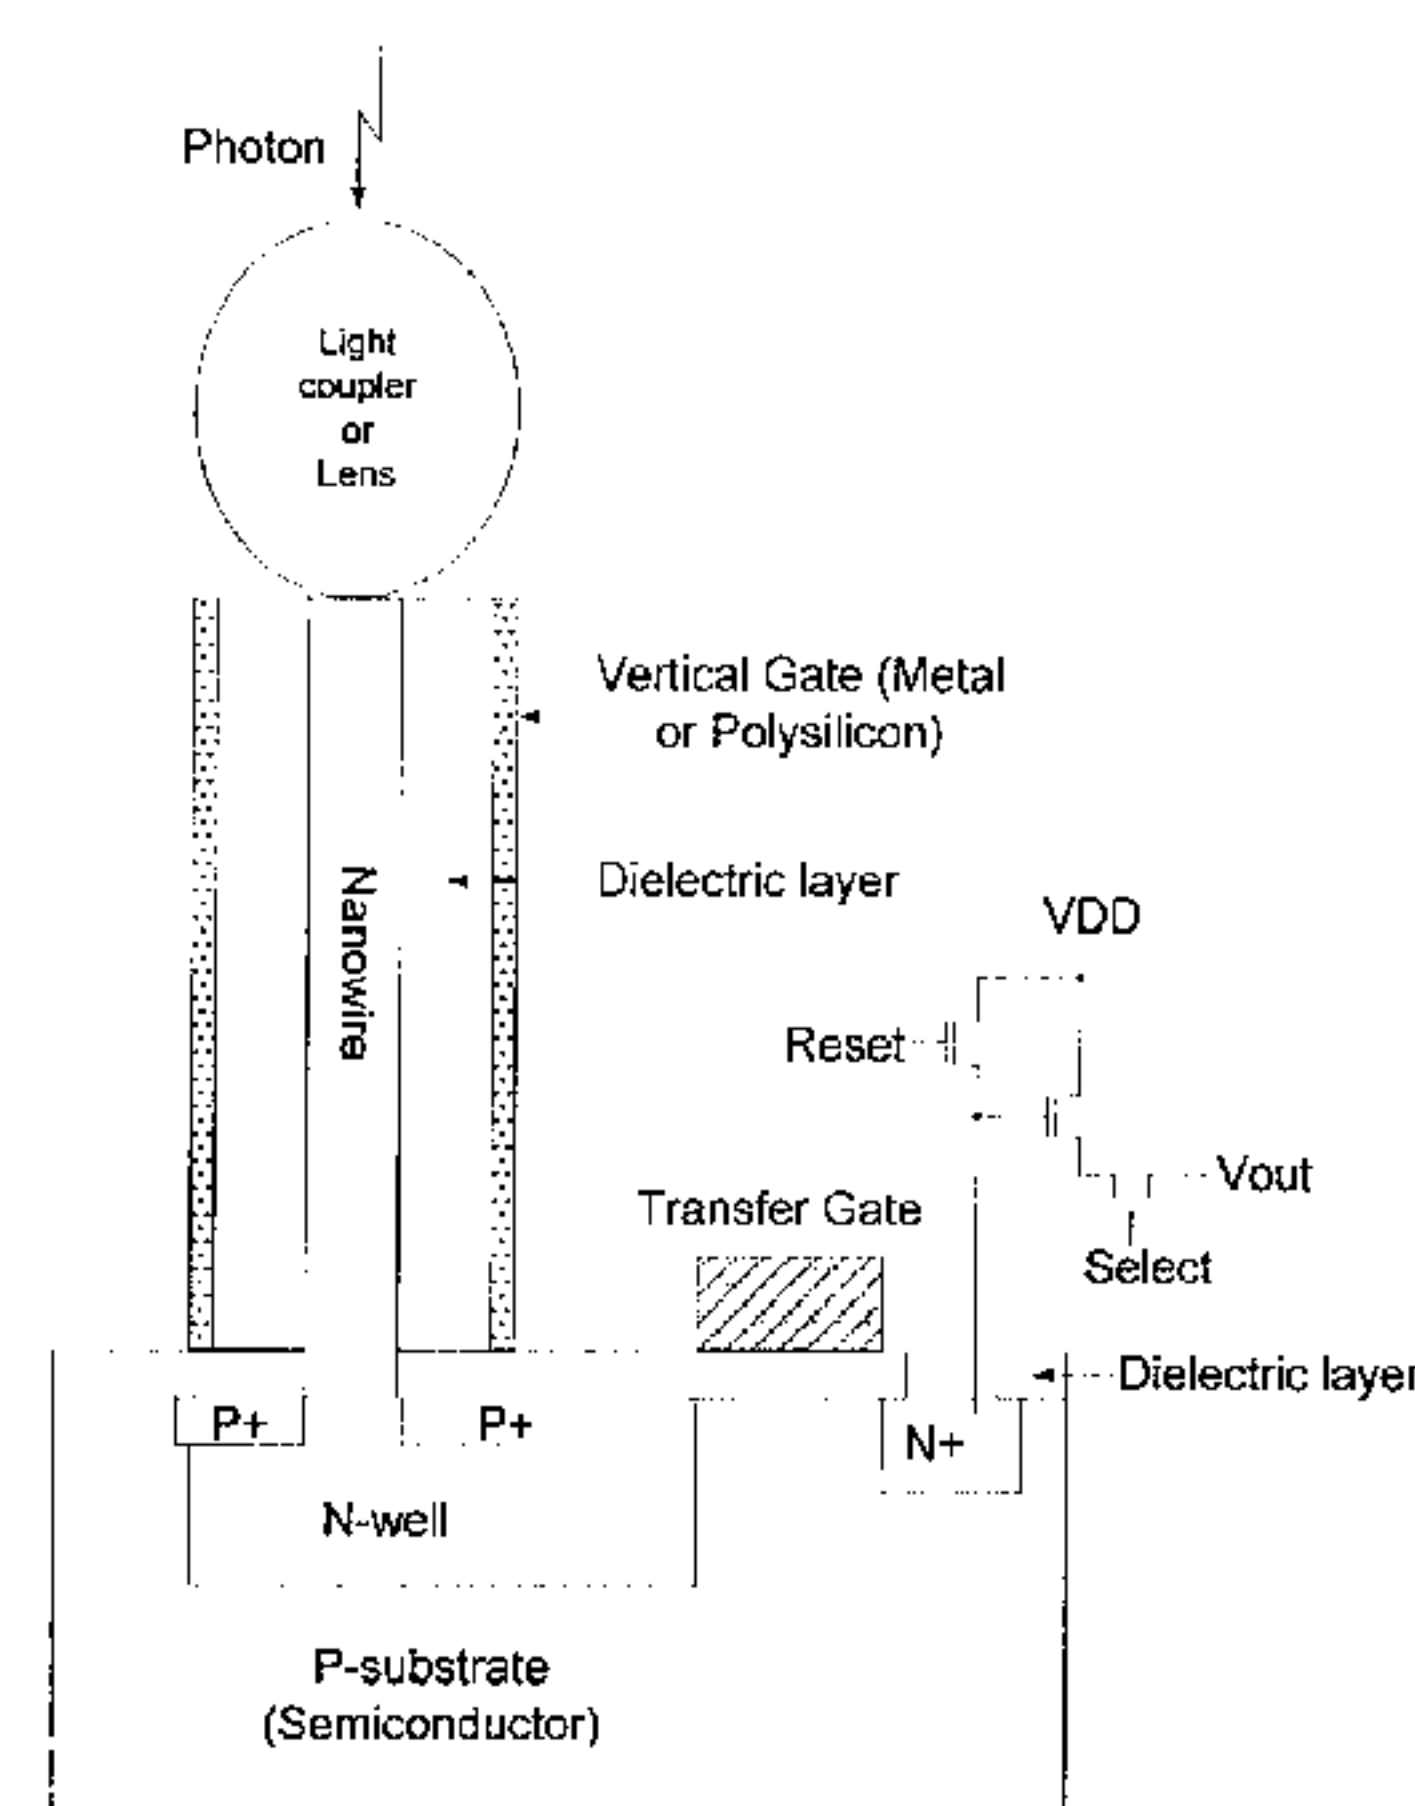 Photon
Light
coupler
or
Lens
Vertical Gate (Metal
or Polysilicon)
Dielectric layer
Nanowire
VDD
Reset
Vout
Transfer Gate
Select
Dielectric layer
P+
P+
N+
N-well
P-substrate
(Semiconductor)